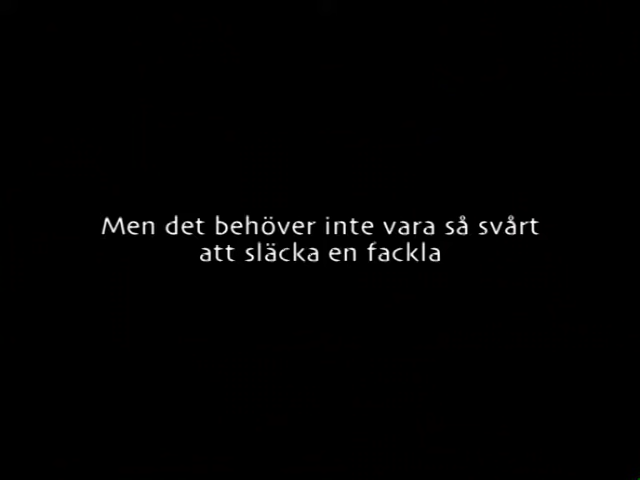 Men det behöver inte vara så svårt
att släcka en fackla